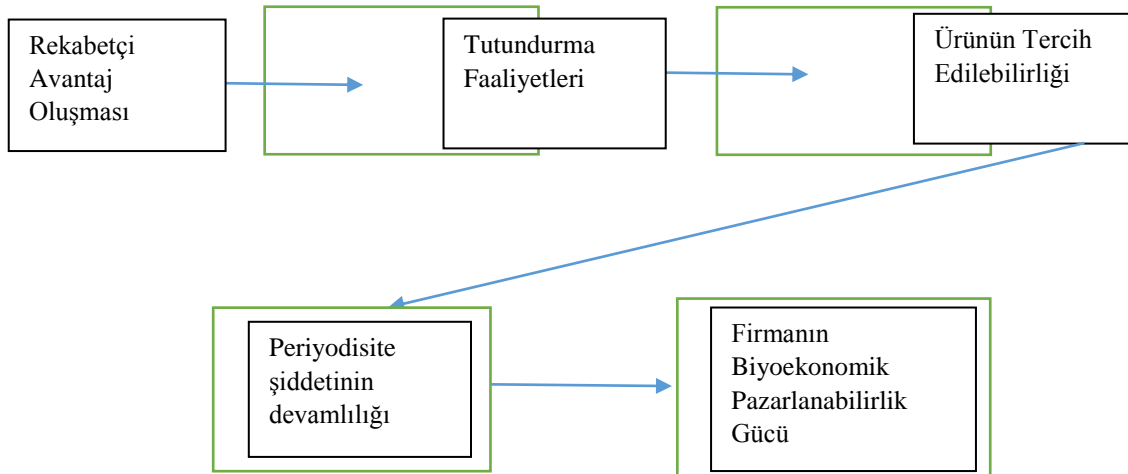 Rekabetçi
Avantaj
Oluşması
Tutundurma
Faaliyetleri
Ürünün Tercih
Edilebilirliği
Periyodisite
şiddetinin
devamlılığı
Firmanın
Biyoekonomik
Pazarlanabilirlik
Gücü